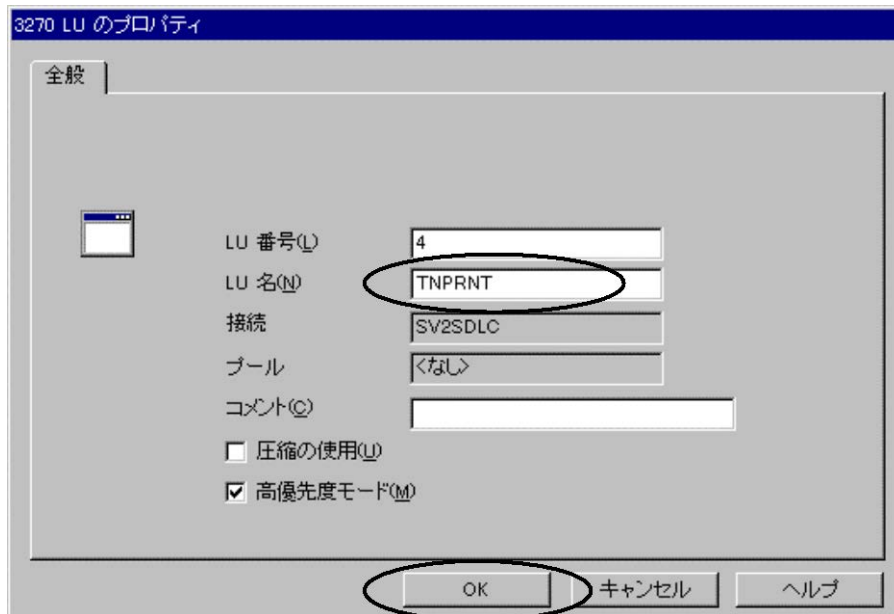 3270 LU のプロパティ
全般
LU 番号(L) 4
LU 名(N) TNPRNT
接続 SV2SDLC
プール <なし>
コメント(C)
圧縮の使用(U)
高優先度モード(M)
OK キャンセル ヘルプ